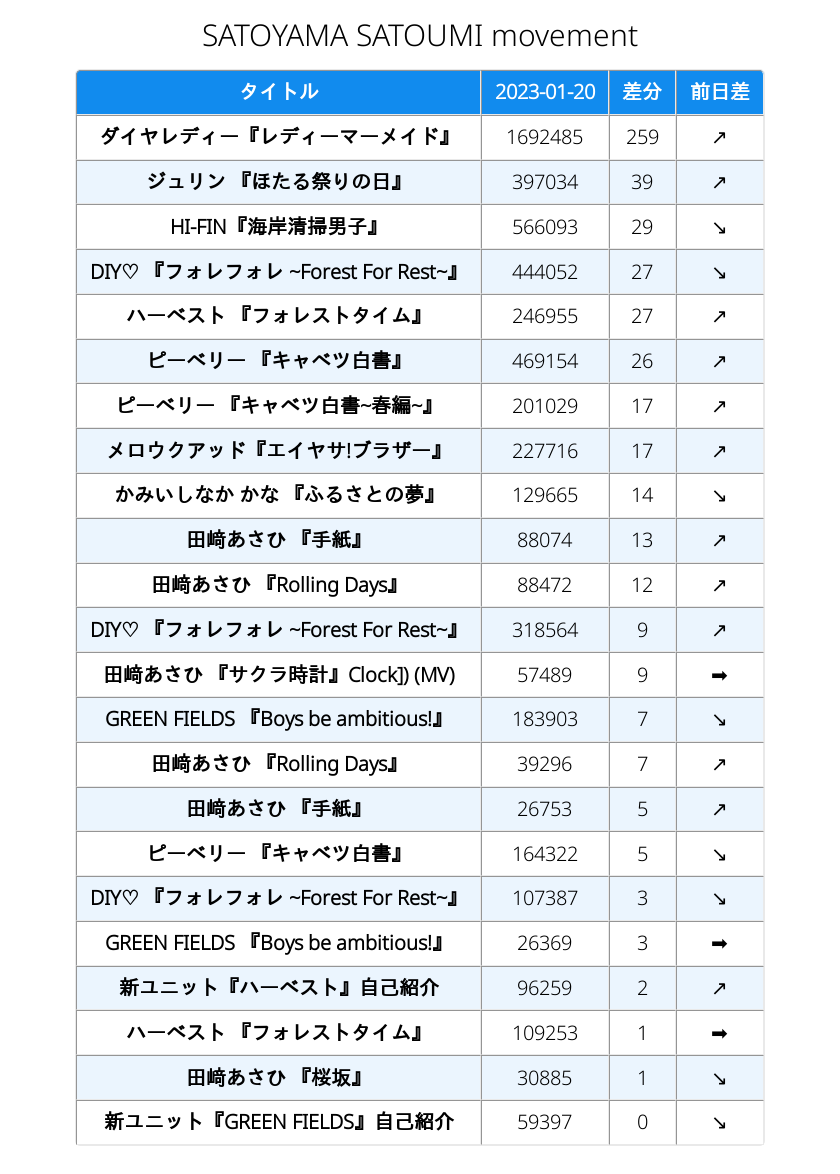 SATOYAMA SATOUMI movement
タイトル 2023-01-20 差分 前日差
ダイヤレディー『レディーマーメイド』 1692485 259 ↗
ジュリン 『ほたる祭りの日』 397034 39 ↗
HI-FIN『海岸清掃男子』 566093 29 ↘
DIY♡ 『フォレフォレ ~Forest For Rest~』 444052 27 ↘
ハーベスト 『フォレストタイム』 246955 27 ↗
ピーベリー 『キャベツ白書』 469154 26 ↗
ピーベリー 『キャベツ白書~春編~』 201029 17 ↗
メロウクアッド『エイヤサ!ブラザー』 227716 17 ↗
かみいしなか かな 『ふるさとの夢』 129665 14 ↘
田﨑あさひ 『手紙』 88074 13 ↗
田﨑あさひ 『Rolling Days』 88472 12 ↗
DIY♡ 『フォレフォレ ~Forest For Rest~』 318564 9 ↗
田﨑あさひ 『サクラ時計』Clock]) (MV) 57489 9 ➡
GREEN FIELDS 『Boys be ambitious!』 183903 7 ↘
田﨑あさひ 『Rolling Days』 39296 7 ↗
田﨑あさひ 『手紙』 26753 5 ↗
ピーベリー 『キャベツ白書』 164322 5 ↘
DIY♡ 『フォレフォレ ~Forest For Rest~』 107387 3 ↘
GREEN FIELDS 『Boys be ambitious!』 26369 3 ➡
新ユニット『ハーベスト』自己紹介 96259 2 ↗
ハーベスト 『フォレストタイム』 109253 1 ➡
田﨑あさひ 『桜坂』 30885 1 ↘
新ユニット『GREEN FIELDS』自己紹介 59397 0 ↘